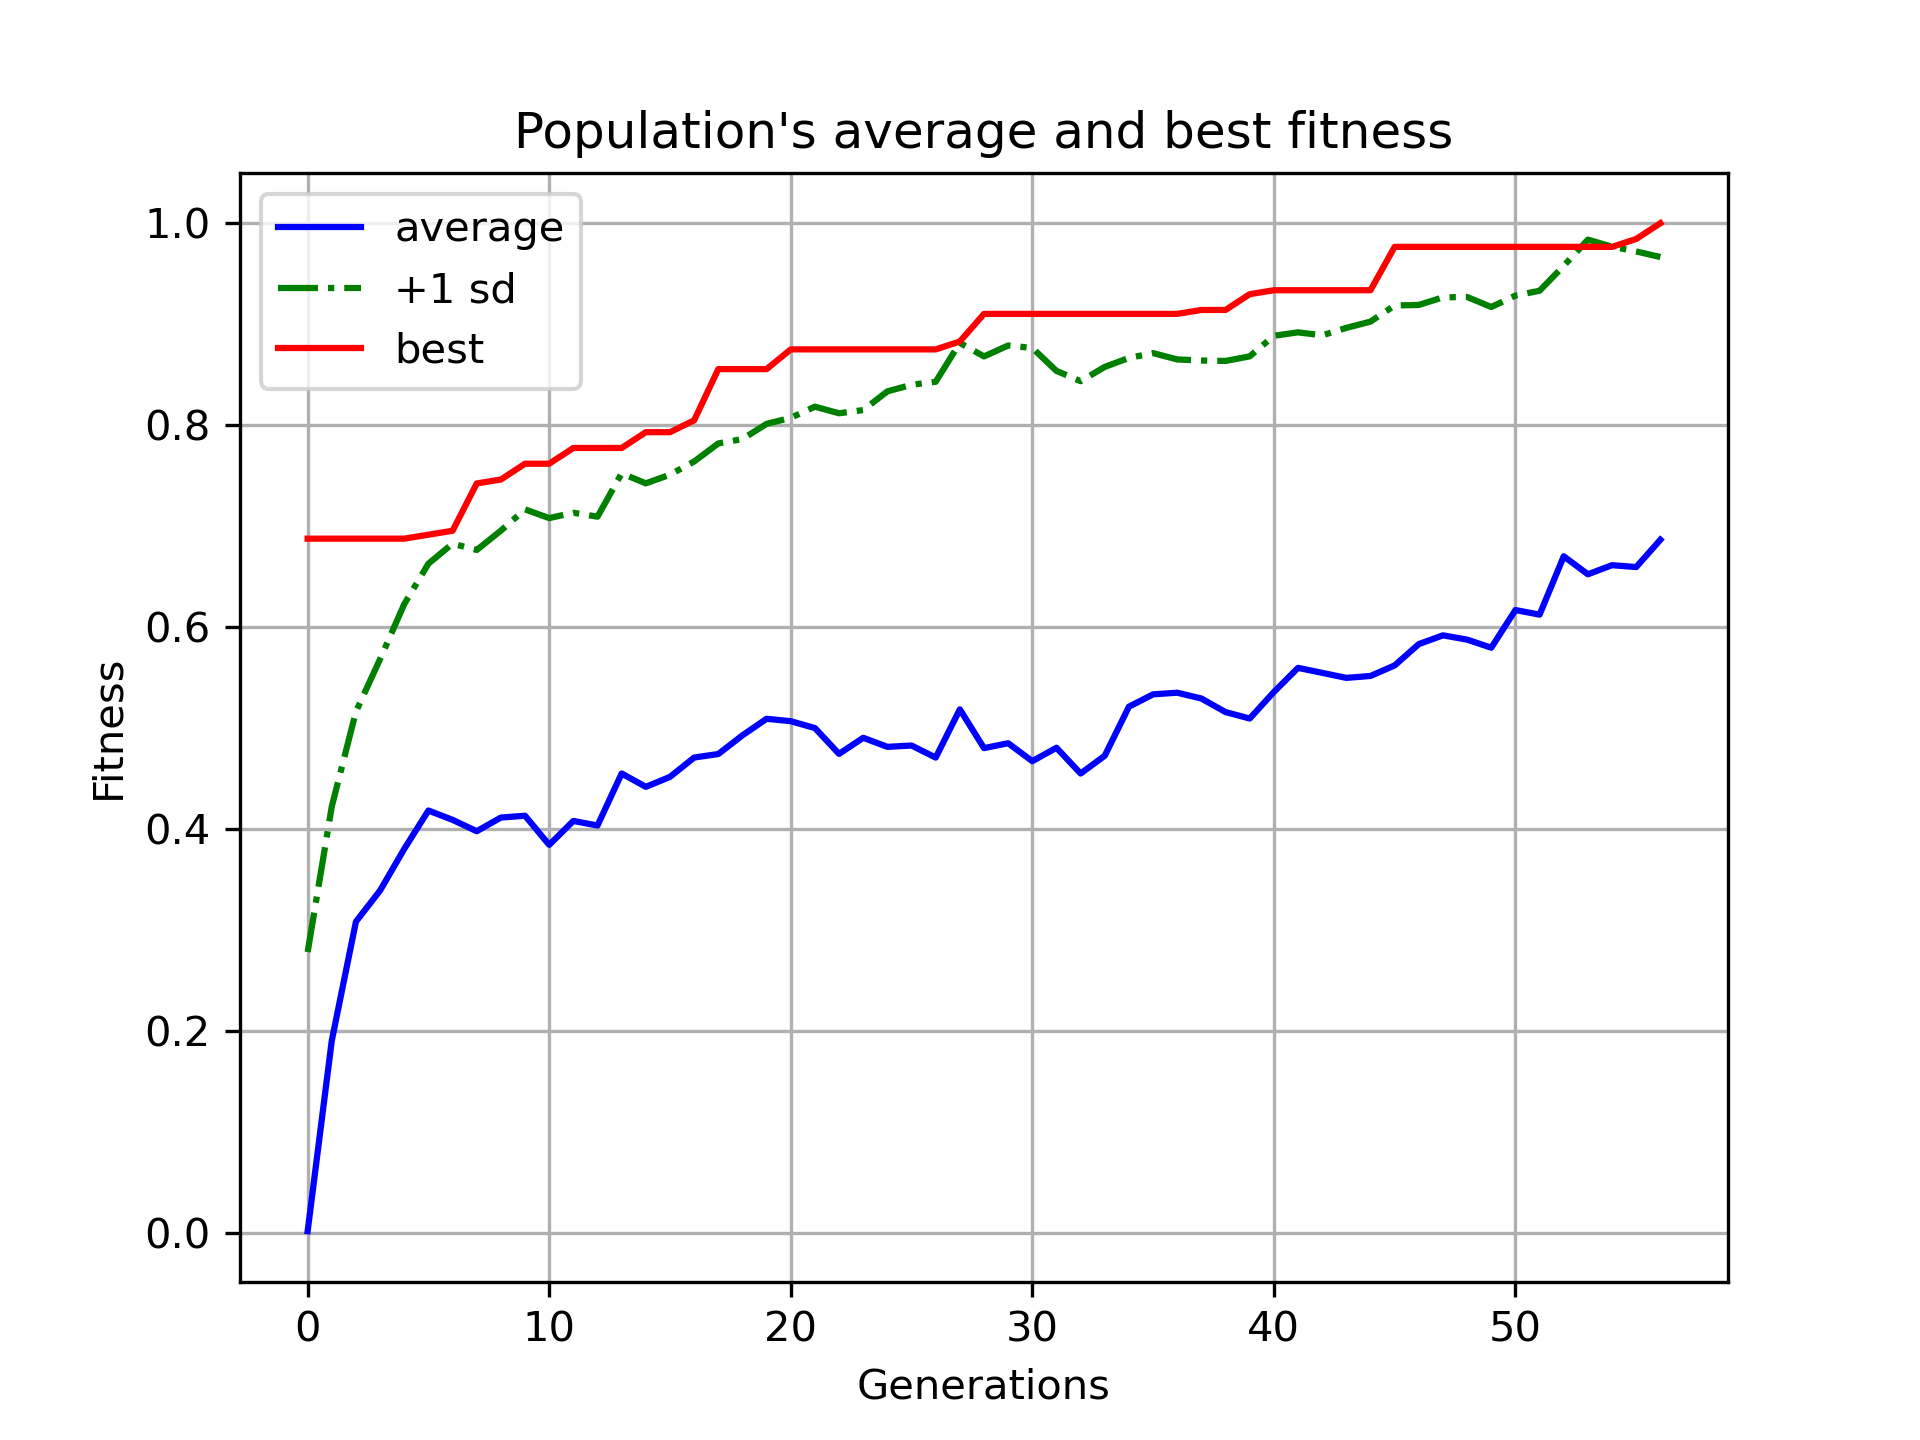 Population's average and best fitness
average
+1 sd
best
1.0
0.8
0.6
0.4
0.2
0.0
Fitness
0 10 20 30 40 50
Generations